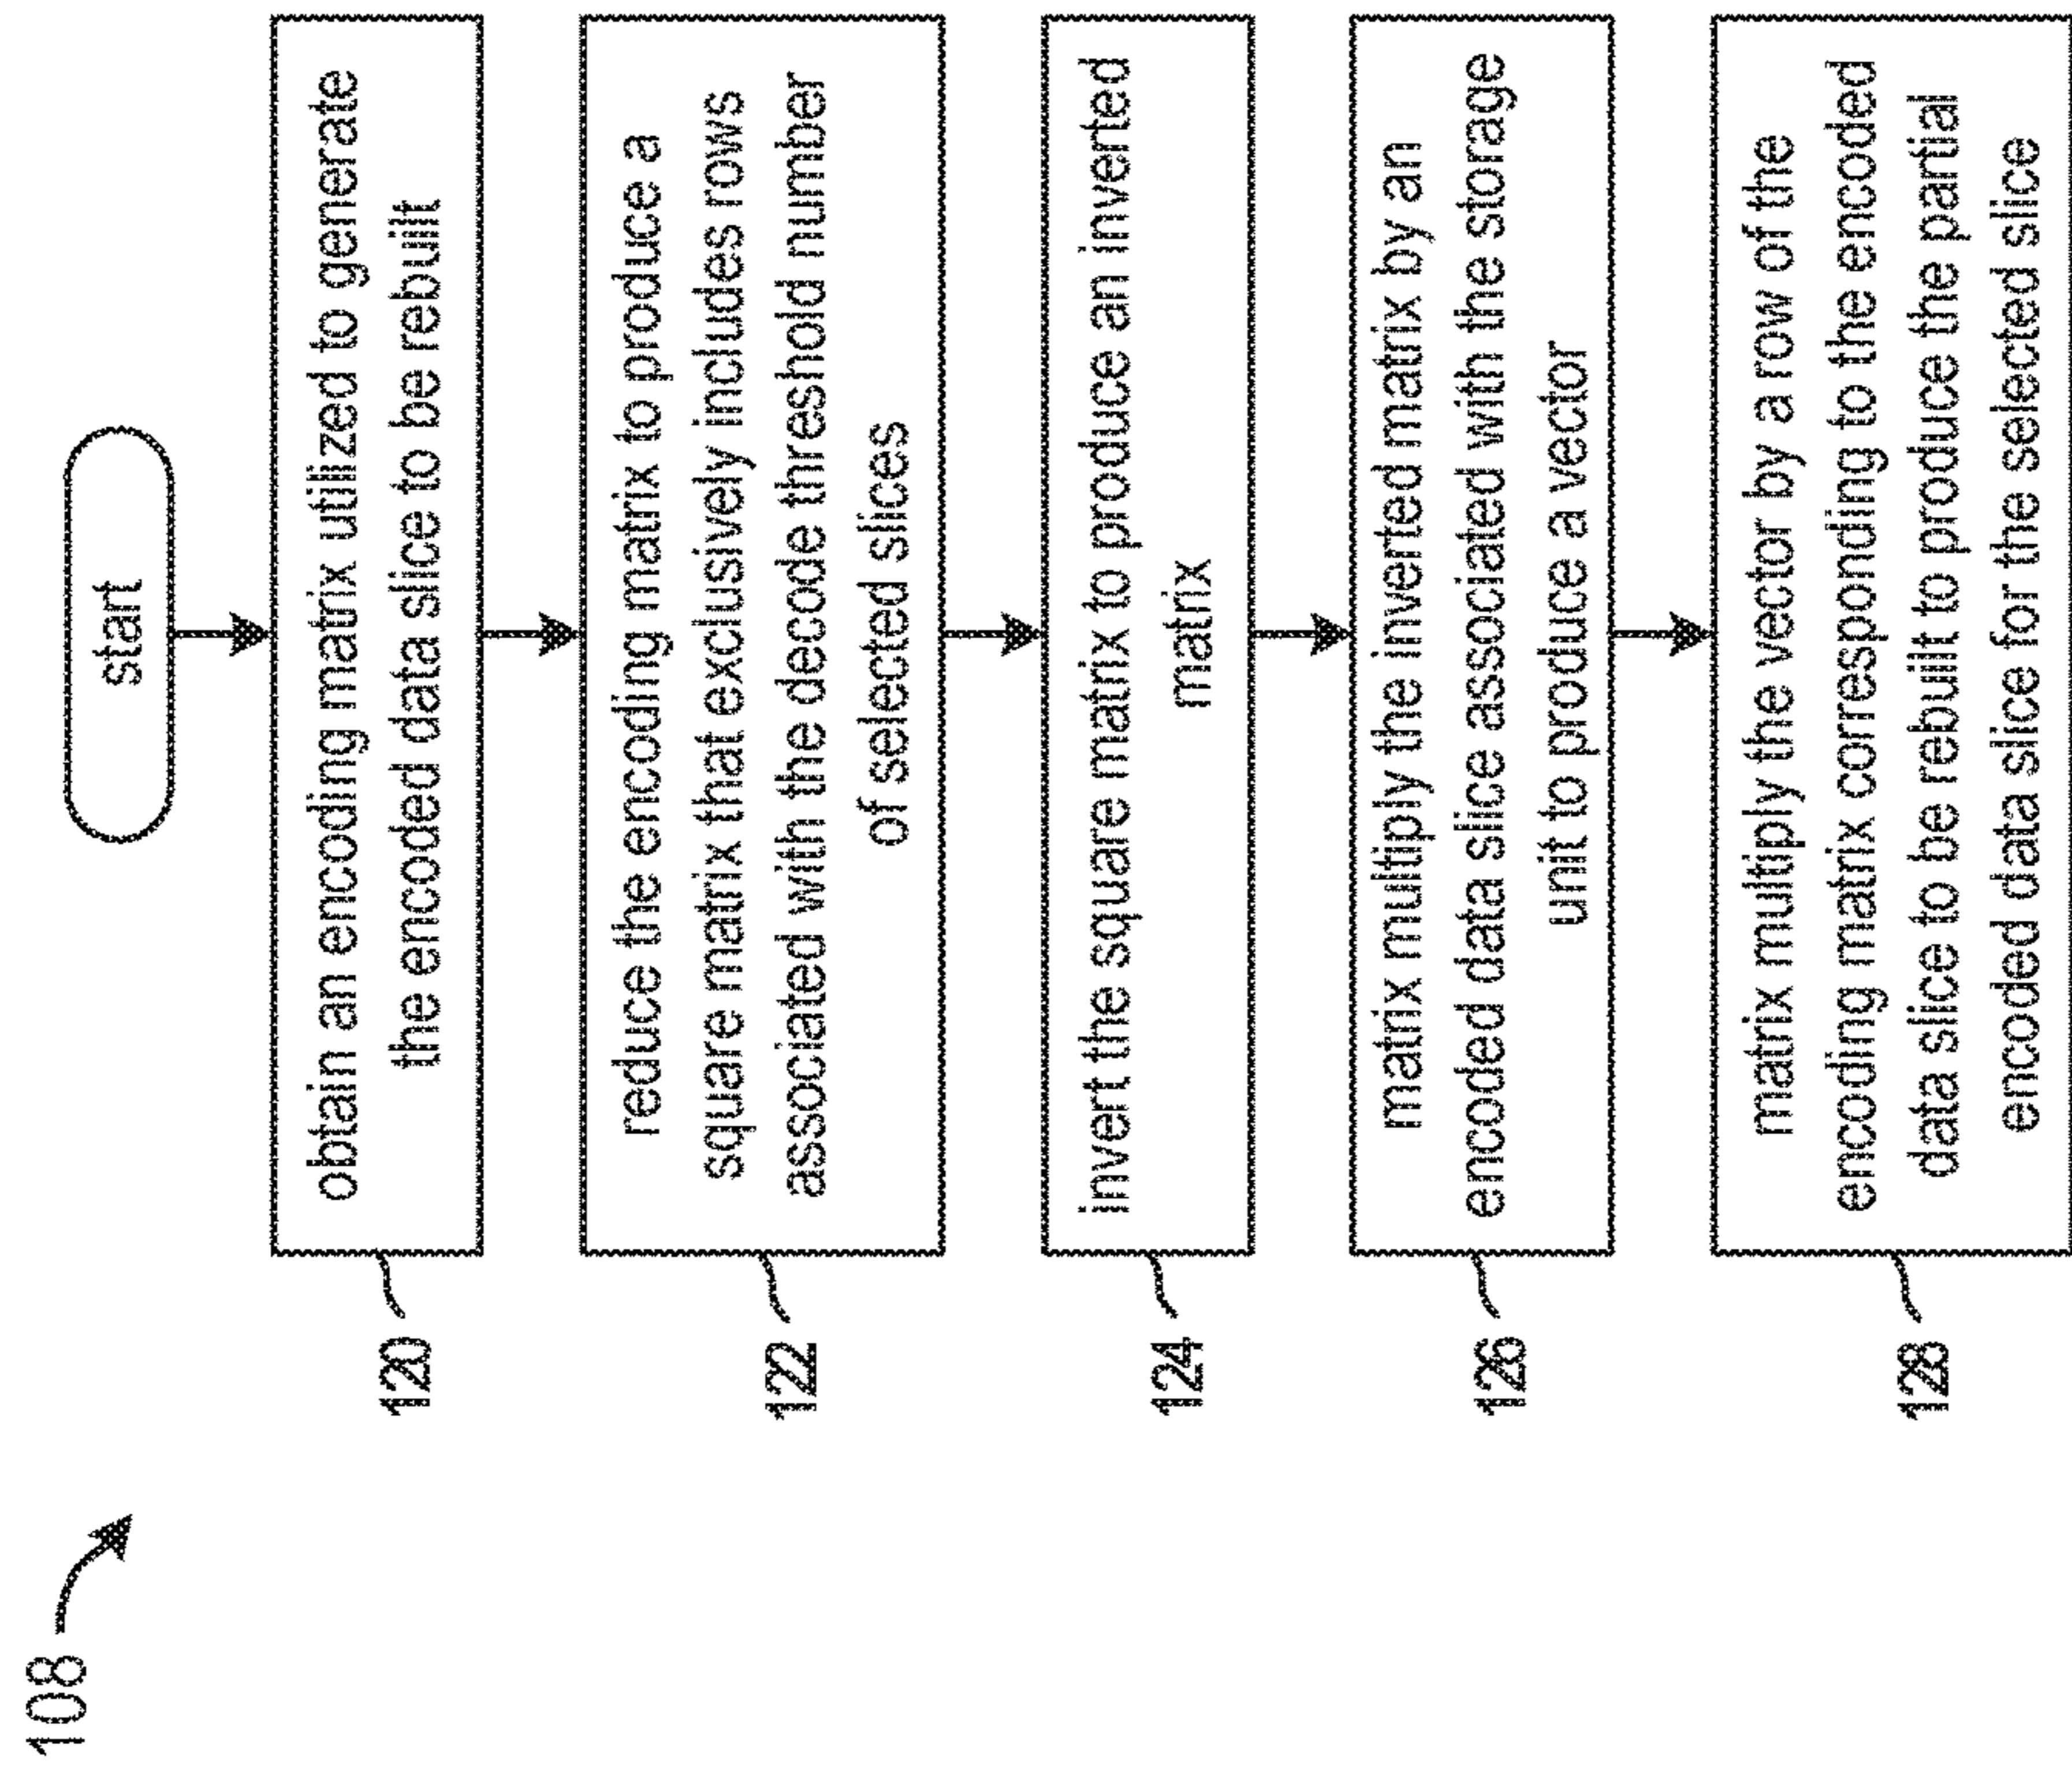 108
start
120
obtain an encoding matrix utilized to generate
the encoded data slice to be rebuilt
122
reduce the encoding matrix to produce a
square matrix that exclusively includes rows
associated with the decode threshold number
of selected slices
124
invert the square matrix to produce an inverted
matrix
126
matrix multiply the inverted matrix by an
encoded data slice associated with the storage
unit to produce a vector
128
matrix multiply the vector by a row of the
encoding matrix corresponding to the encoded
data slice to be rebuilt to produce the partial
encoded data slice for the selected slice